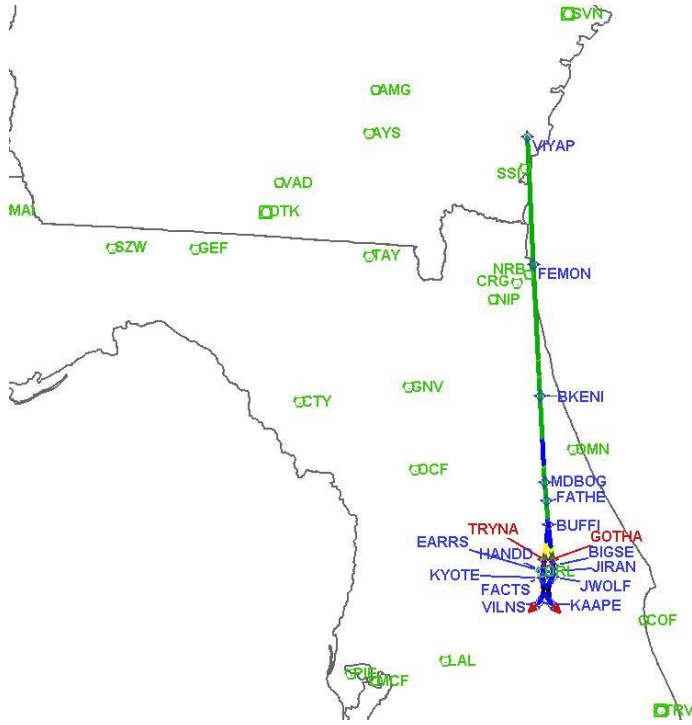 SVN
AMG
AYS
VIYAP
SSI
VAD
OTK
MAI
SZW
GEF
TAY
NRB
FEMON
CRG
NIP
GNV
BKENI
CTY
OMN
OCF
MDBOG
FATHE
TRYNA
BUFFI
EARRS
GOTHA
HANDD
BIGSE
ORL
JIRAN
KYOTE
JWOLF
FACTS
VILNS
KAAPE
COF
LAL
PIE
MCF
TRV